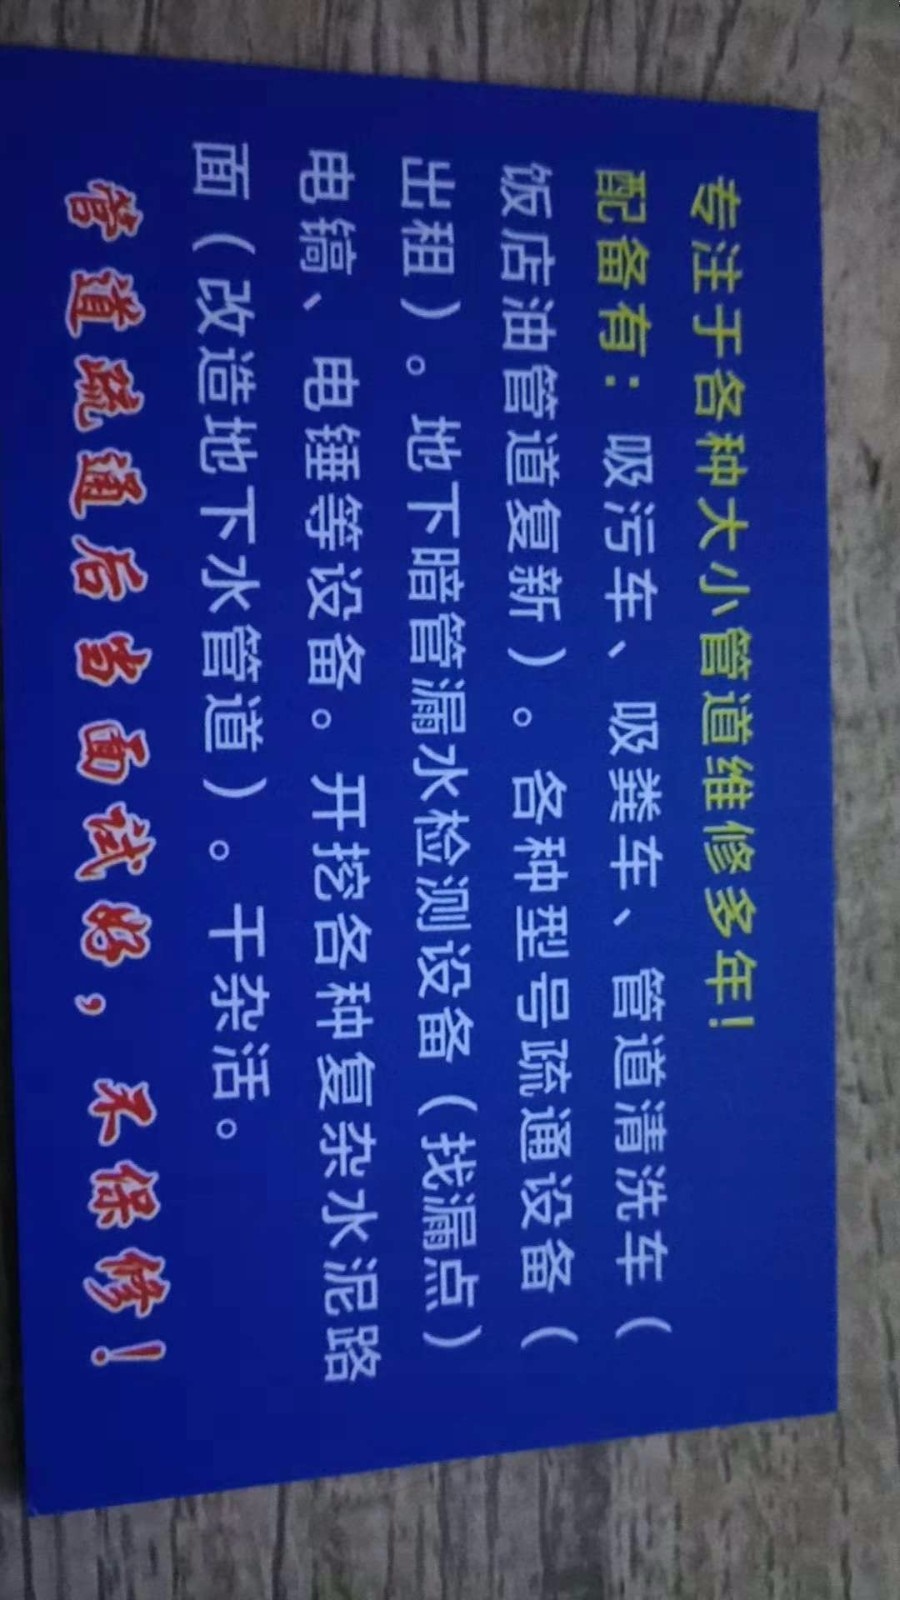 专注于各种大小管道维修多年！
配备有：吸污车、吸粪车、管道清洗车（
饭店油管道复新）。各种型号疏通设备（
出租）。地下暗管漏水检测设备（找漏点）
电镐、电锤等设备。开挖各种复杂水泥路
面（改造地下水管道）。干杂活。
管道疏通后当面试好，不保修！